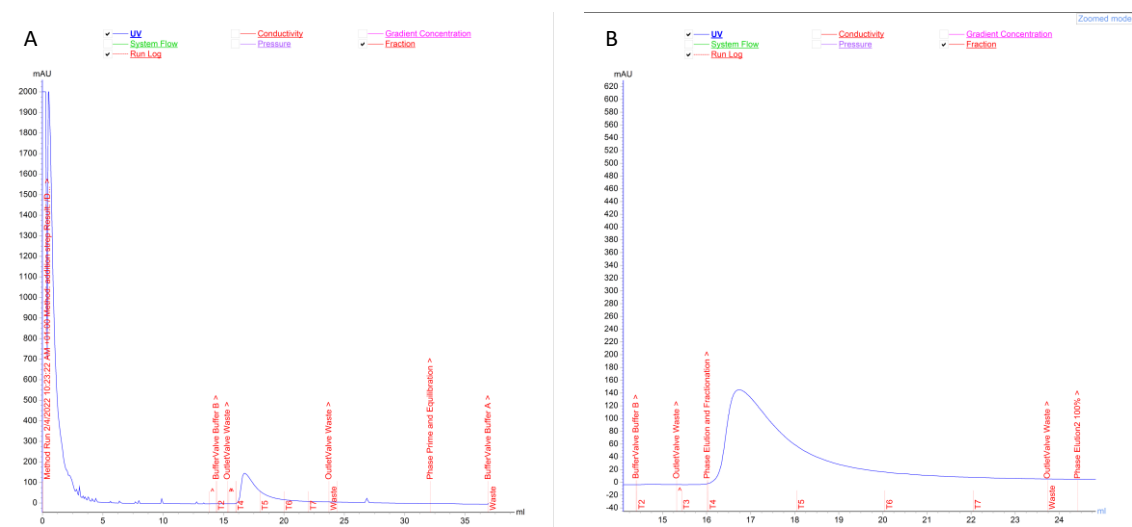 A
UV
Conductivity
Gradient Concentration
System Flow
Pressure
Fraction
Run Log
mAU
2000
1900
1800
1700
1600
1500
1400
1300
1200
1100
1000
900
800
700
600
500
400
300
200
100
0
Method Run 2/4/2022 10:23:22 AM +01:00 Method: addition strep Result: /D... >
BufferValve Buffer B >
OutletValve Waste >
OutletValve Waste >
Phase Prime and Equilibration >
BufferValve Buffer A >
T2
T4
T5
T6
T7
Waste
Waste
0
5
10
15
20
25
30
35
ml
Zoomed mode
B
UV
Conductivity
Gradient Concentration
System Flow
Pressure
Fraction
Run Log
mAU
620
600
580
560
540
520
500
480
460
440
420
400
380
360
340
320
300
280
260
240
220
200
180
160
140
120
100
80
60
40
20
0
-20
-40
BufferValve Buffer B >
OutletValve Waste >
Phase Elution and Fractionation >
OutletValve Waste >
Phase Elution2 100% >
T2
T3
T4
T5
T6
T7
Waste
15
16
17
18
19
20
21
22
23
24
ml